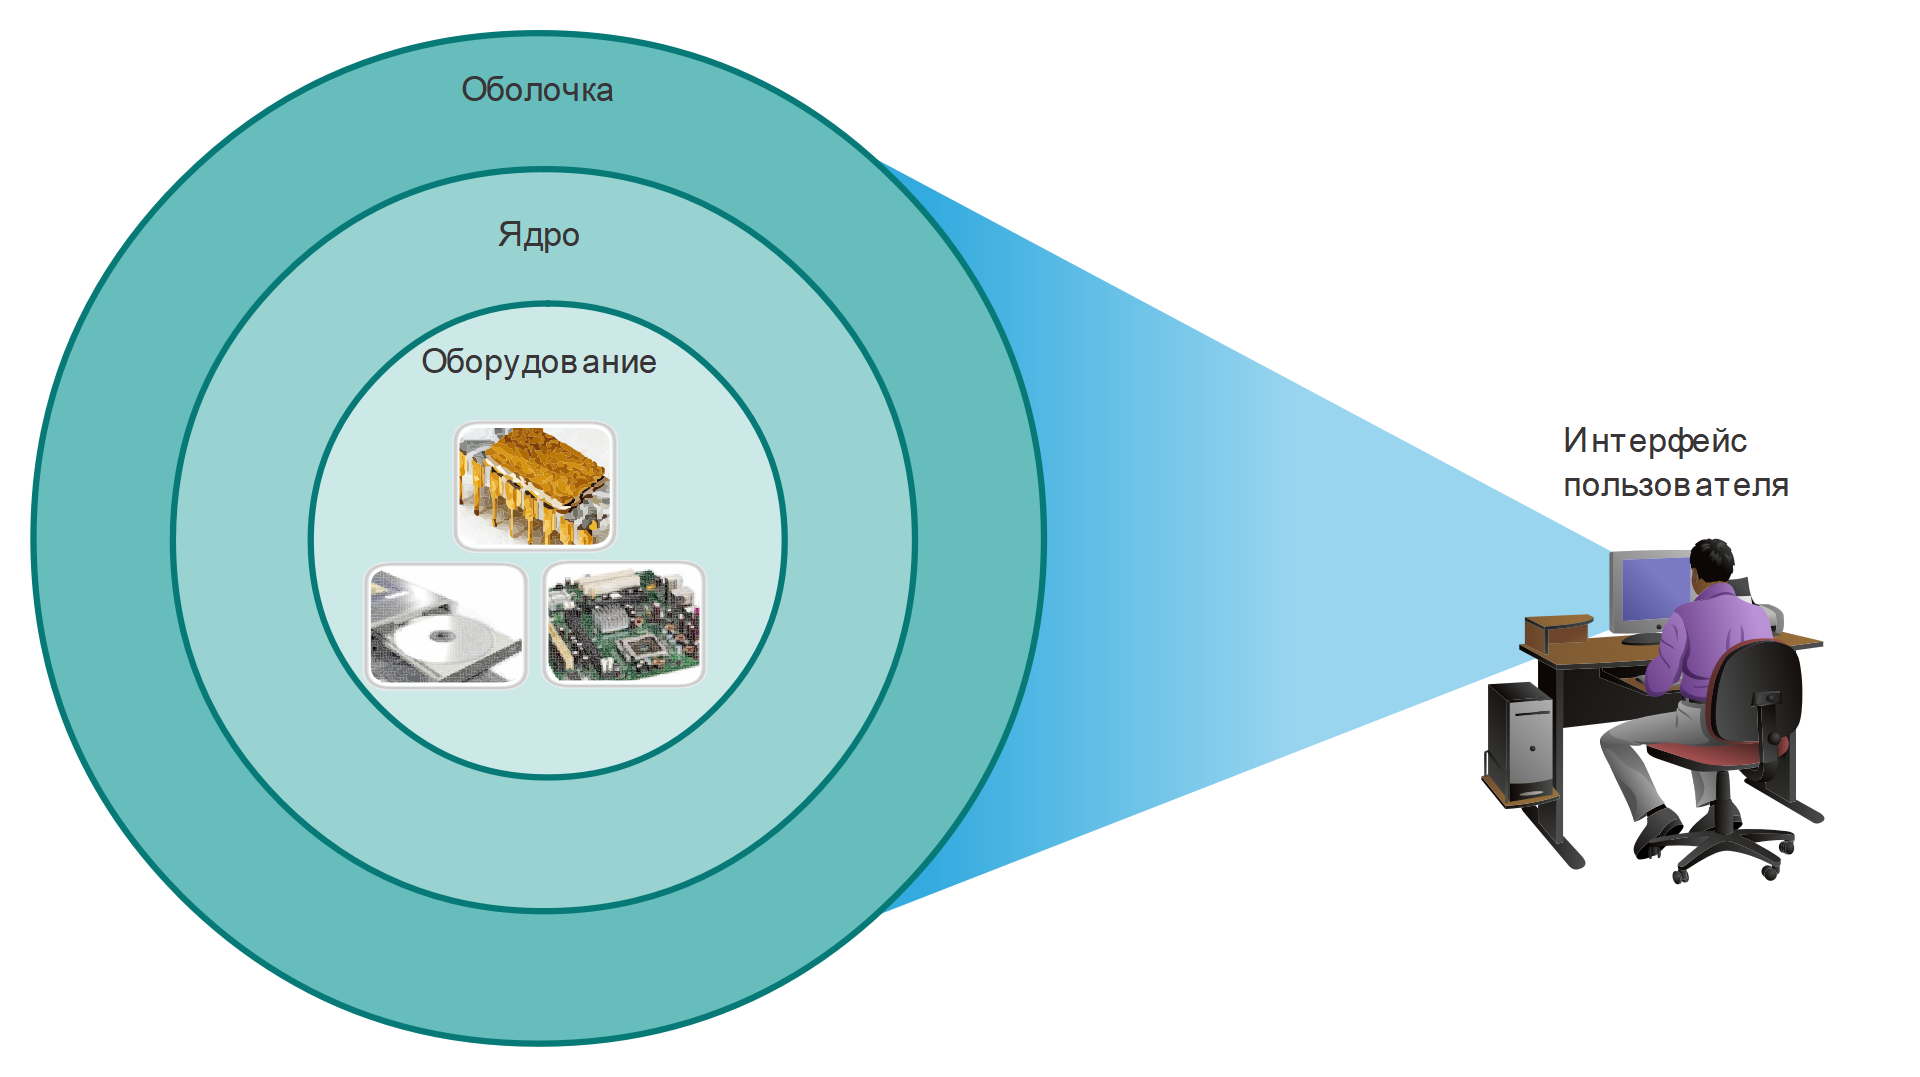 Оболочка
Ядро
Оборудование
Интерфейс
пользователя